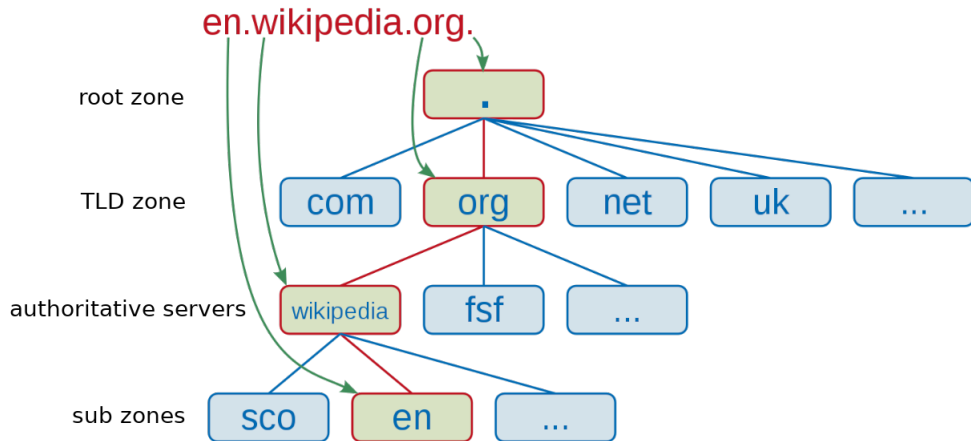 en.wikipedia.org.
root zone
.
TLD zone
com org net uk ...
authoritative servers
wikipedia fsf ...
sub zones
sco en ...